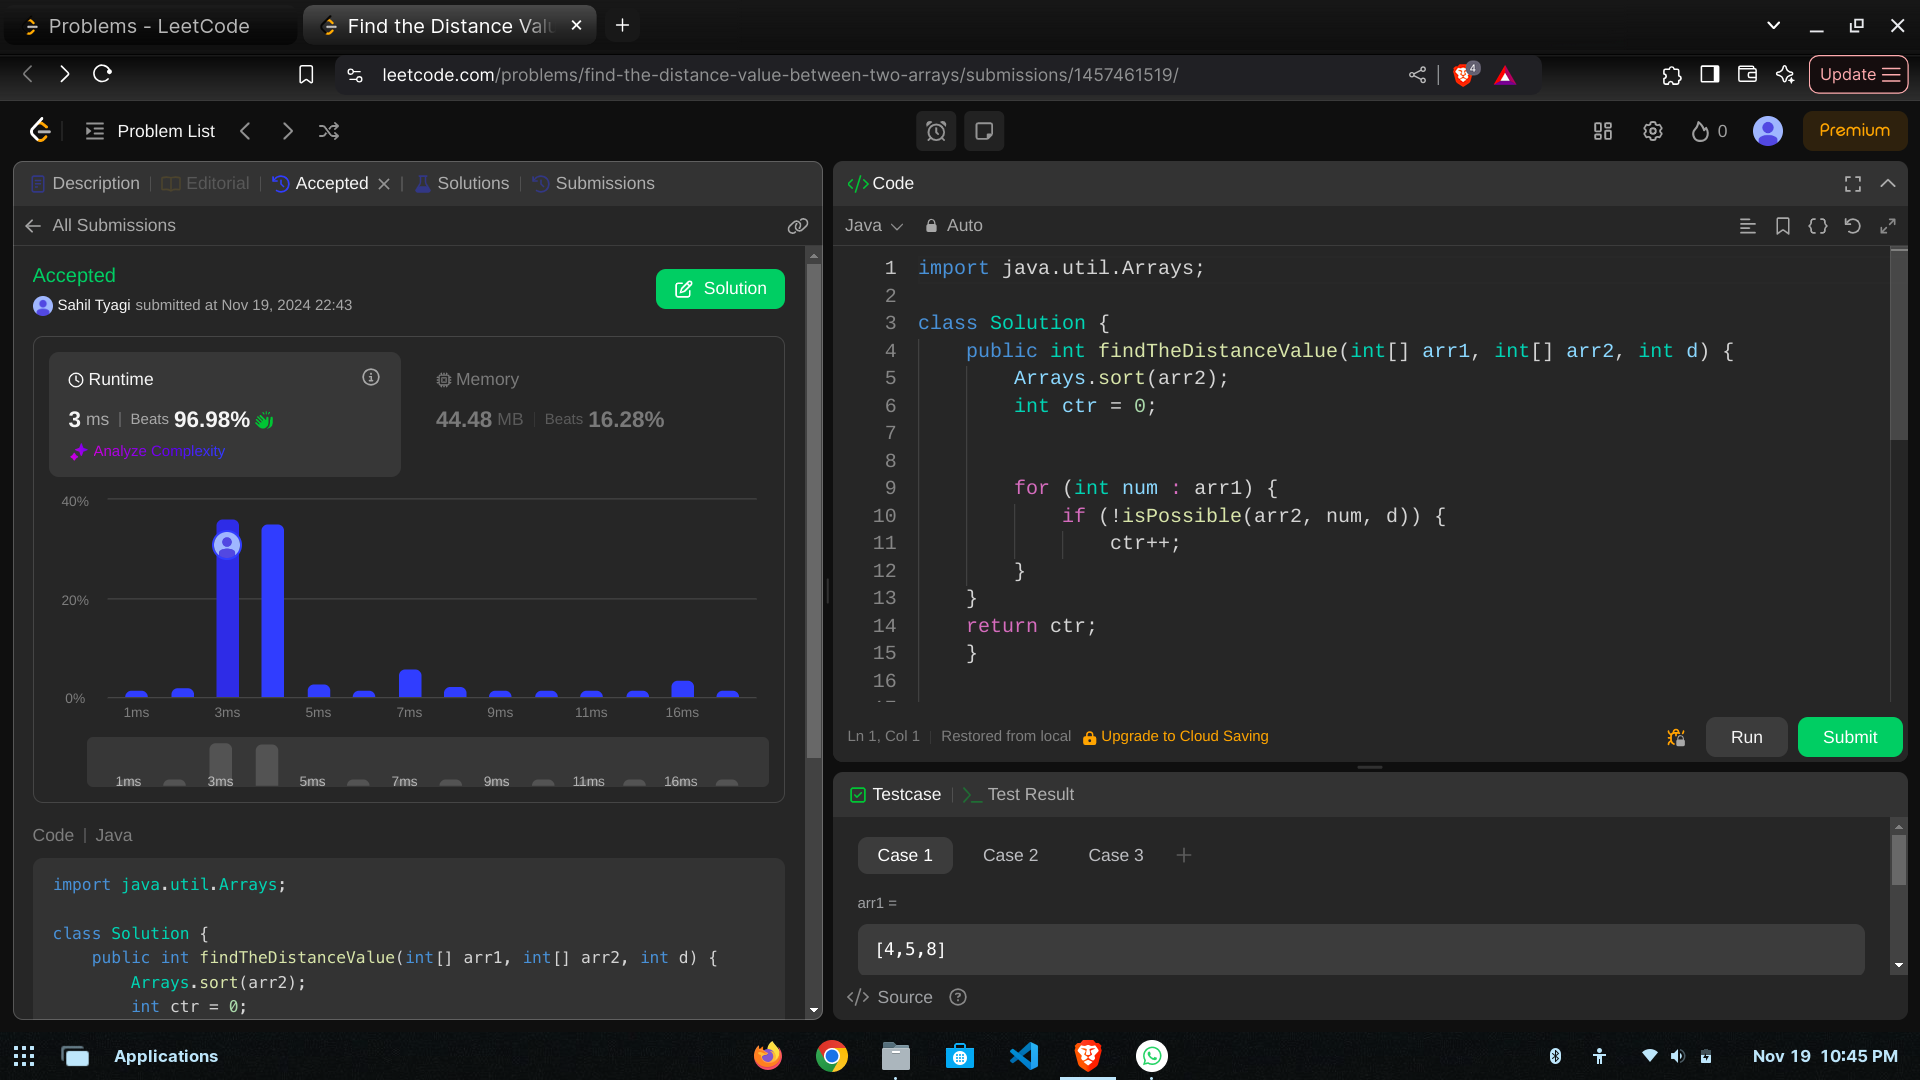 Problems - LeetCode
Find the Distance Valu
leetcode.com/problems/find-the-distance-value-between-two-arrays/submissions/1457461519/
4
Update
Problem List
0
Premium
Description
Editorial
Accepted
Solutions
Submissions
All Submissions
Accepted
Sahil Tyagi submitted at Nov 19, 2024 22:43
Solution
Runtime
3 ms | Beats 96.98%
Analyze Complexity
Memory
44.48 MB | Beats 16.28%
40%
20%
0%
1ms 3ms 5ms 7ms 9ms 11ms 16ms
1ms 3ms 5ms 7ms 9ms 11ms 16ms
Code | Java
import java.util.Arrays;
class Solution {
public int findTheDistanceValue(int[] arr1, int[] arr2, int d) {
Arrays.sort(arr2);
int ctr = 0;
</> Code
Java
Auto
1 import java.util.Arrays;
2
3 class Solution {
4 public int findTheDistanceValue(int[] arr1, int[] arr2, int d) {
5 Arrays.sort(arr2);
6 int ctr = 0;
7
8
9 for (int num : arr1) {
10 if (!isPossible(arr2, num, d)) {
11 ctr++;
12 }
13 }
14 return ctr;
15 }
16
Ln 1, Col 1 | Restored from local
Upgrade to Cloud Saving
Run
Submit
Testcase
Test Result
Case 1
Case 2
Case 3
arr1 =
[4,5,8]
</> Source
Applications
Nov 19 10:45 PM